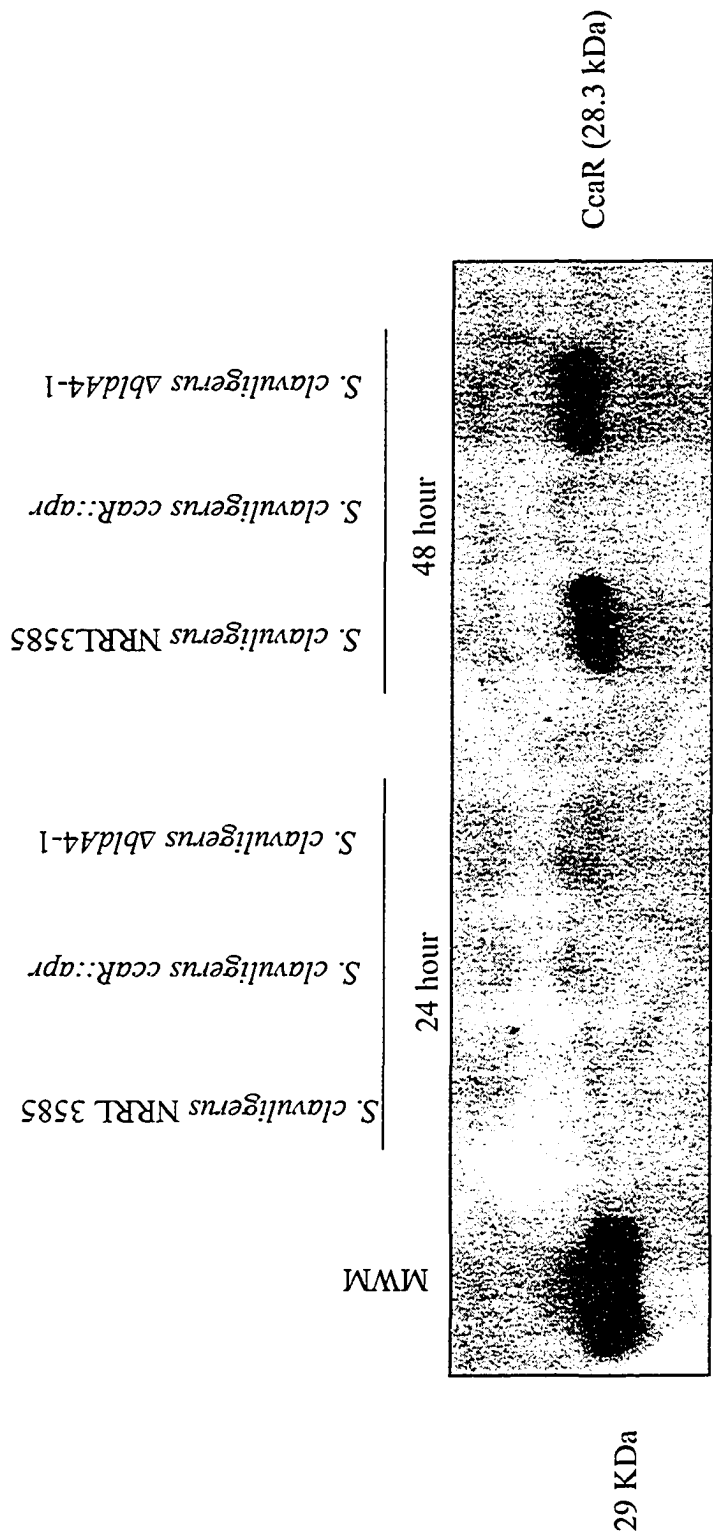 MWM
S. clavuligerus NRRL 3585
S. clavuligerus ccaR::apr
S. clavuligerus ΔbldA4-1
S. clavuligerus NRRL3585
S. clavuligerus ccaR::apr
S. clavuligerus ΔbldA4-1
24 hour
48 hour
29 KDa
CcaR (28.3 kDa)